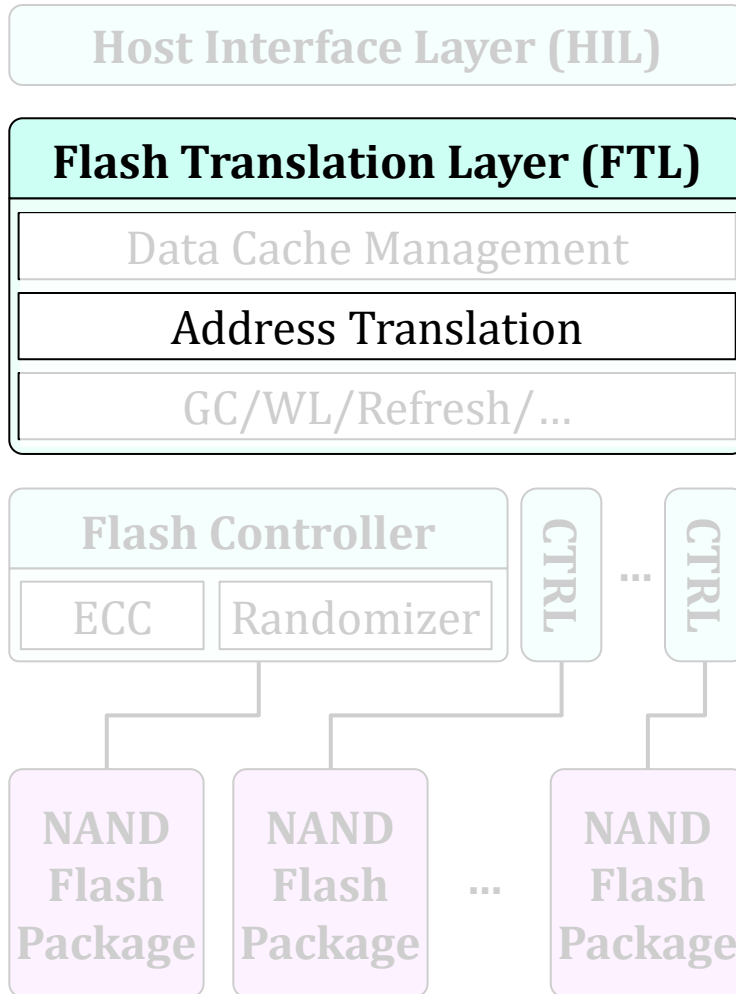 Host Interface Layer (HIL)
Flash Translation Layer (FTL)
Data Cache Management
Address Translation
GC/WL/Refresh/…
Flash Controller
ECC
Randomizer
CTRL
...
CTRL
NAND
Flash
Package
NAND
Flash
Package
...
NAND
Flash
Package